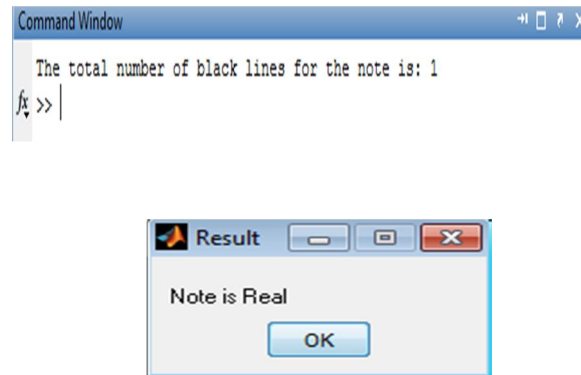 Command Window
The total number of black lines for the note is: 1
fx >>
Result
Note is Real
OK